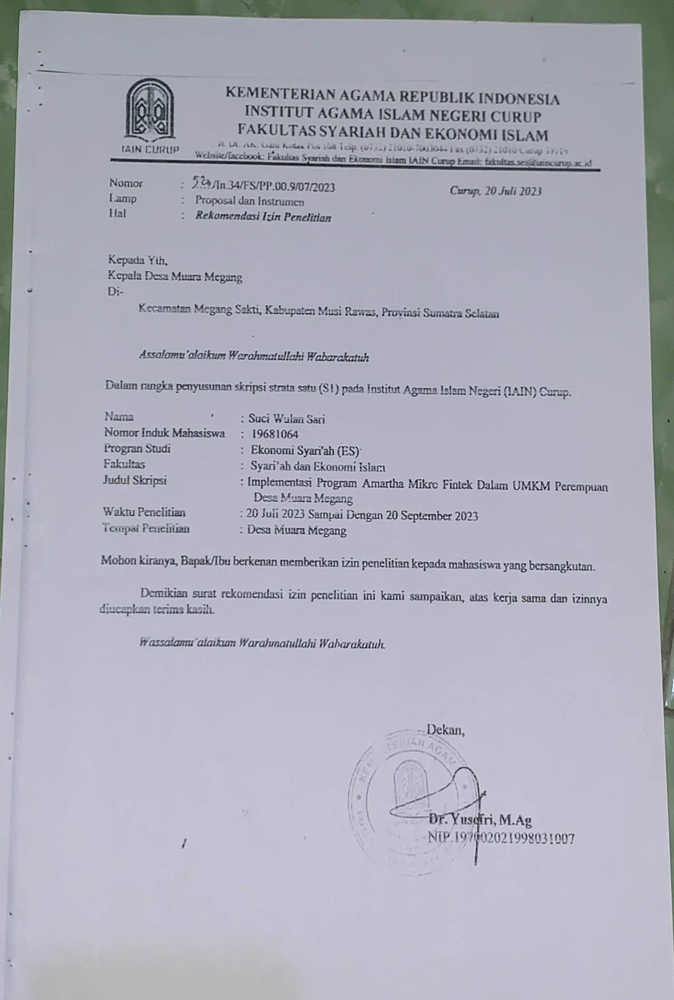 KEMENTERIAN AGAMA REPUBLIK INDONESIA
INSTITUT AGAMA ISLAM NEGERI CURUP
FAKULTAS SYARIAH DAN EKONOMI ISLAM
IAIN CURUP
Jl. Dr. AK. Gani Kotak Pos 108 Telp. (0732) 21010-7003044 Fax (0732) 21010 Curup 39119
Website/facebook: Fakultas Syariah dan Ekonomi Islam IAIN Curup Email: fakultas.sei@iaincurup.ac.id
Nomor : 520/In.34/FS/PP.00.9/07/2023 Curup, 20 Juli 2023
Lamp : Proposal dan Instrumen
Hal : Rekomendasi Izin Penelitian
Kepada Yth,
Kepala Desa Muara Megang
Di-
Kecamatan Megang Sakti, Kabupaten Musi Rawas, Provinsi Sumatra Selatan
Assalamu'alaikum Warahmatullahi Wabarakatuh
Dalam rangka penyusunan skripsi strata satu (S1) pada Institut Agama Islam Negeri (IAIN) Curup.
Nama : Suci Wulan Sari
Nomor Induk Mahasiswa : 19681064
Progran Studi : Ekonomi Syari'ah (ES)
Fakultas : Syari'ah dan Ekonomi Islam
Judul Skripsi : Implementasi Program Amartha Mikro Fintek Dalam UMKM Perempuan
Desa Muara Megang
Waktu Penelitian : 20 Juli 2023 Sampai Dengan 20 September 2023
Tempat Penelitian : Desa Muara Megang
Mohon kiranya, Bapak/Ibu berkenan memberikan izin penelitian kepada mahasiswa yang bersangkutan.
Demikian surat rekomendasi izin penelitian ini kami sampaikan, atas kerja sama dan izinnya
diucapkan terima kasih.
Wassalamu'alaikum Warahmatullahi Wabarakatuh.
Dekan,
Dr. Yusefri, M.Ag
NIP.197002021998031007